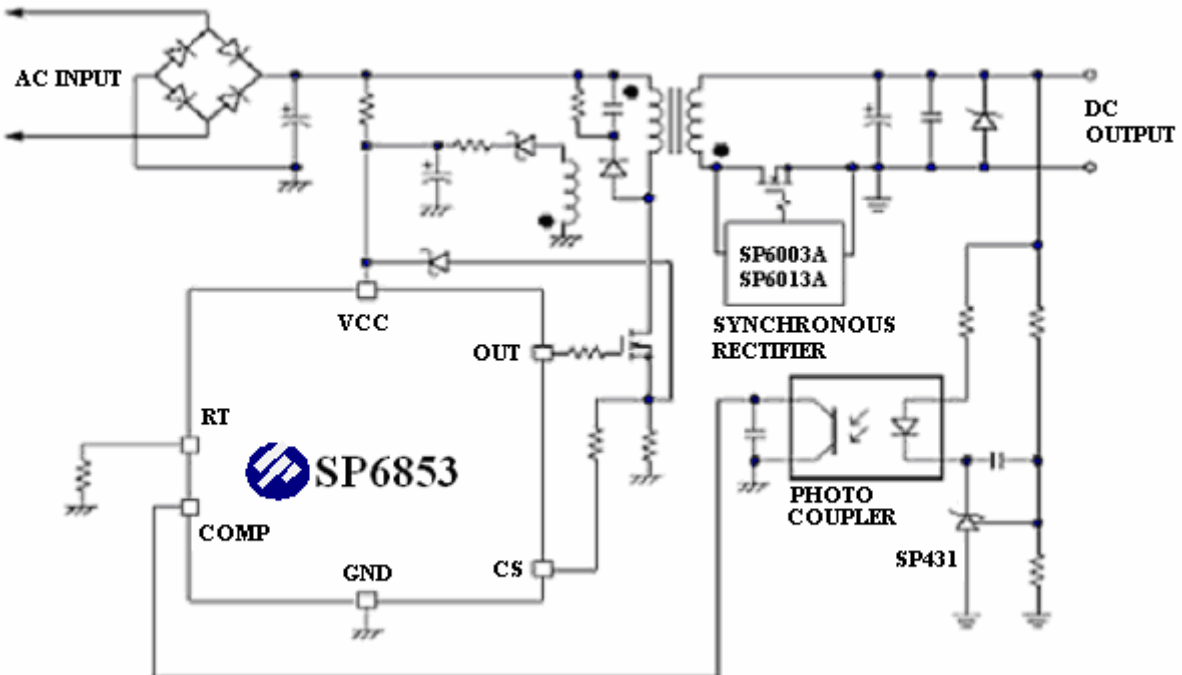 AC INPUT
DC
OUTPUT
SP6003A
SP6013A
SYNCHRONOUS
RECTIFIER
VCC
OUT
RT
SP6853
COMP
GND
CS
PHOTO
COUPLER
SP431